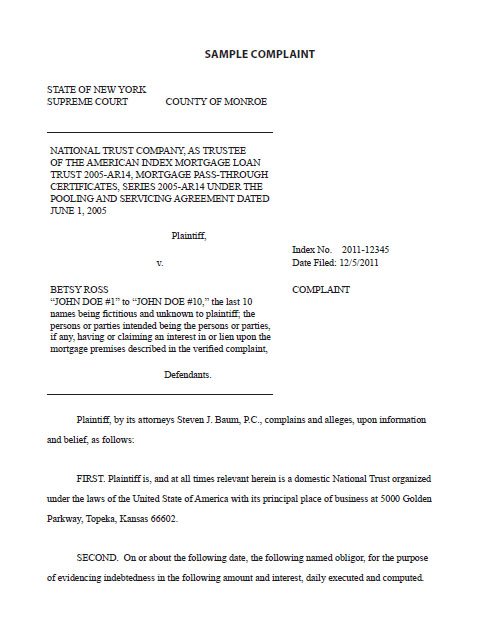 SAMPLE COMPLAINT
STATE OF NEW YORK
SUPREME COURT COUNTY OF MONROE
NATIONAL TRUST COMPANY, AS TRUSTEE
OF THE AMERICAN INDEX MORTGAGE LOAN
TRUST 2005-AR14, MORTGAGE PASS-THROUGH
CERTIFICATES, SERIES 2005-AR14 UNDER THE
POOLING AND SERVICING AGREEMENT DATED
JUNE 1, 2005
Plaintiff,
Index No. 2011-12345
v. Date Filed: 12/5/2011
BETSY ROSS COMPLAINT
“JOHN DOE #1” to “JOHN DOE #10,” the last 10
names being fictitious and unknown to plaintiff; the
persons or parties intended being the persons or parties,
if any, having or claiming an interest in or lien upon the
mortgage premises described in the verified complaint,
Defendants.
Plaintiff, by its attorneys Steven J. Baum, P.C., complains and alleges, upon information
and belief, as follows:
FIRST. Plaintiff is, and at all times relevant herein is a domestic National Trust organized
under the laws of the United State of America with its principal place of business at 5000 Golden
Parkway, Topeka, Kansas 66602.
SECOND. On or about the following date, the following named obligor, for the purpose
of evidencing indebtedness in the following amount and interest, daily executed and computed.